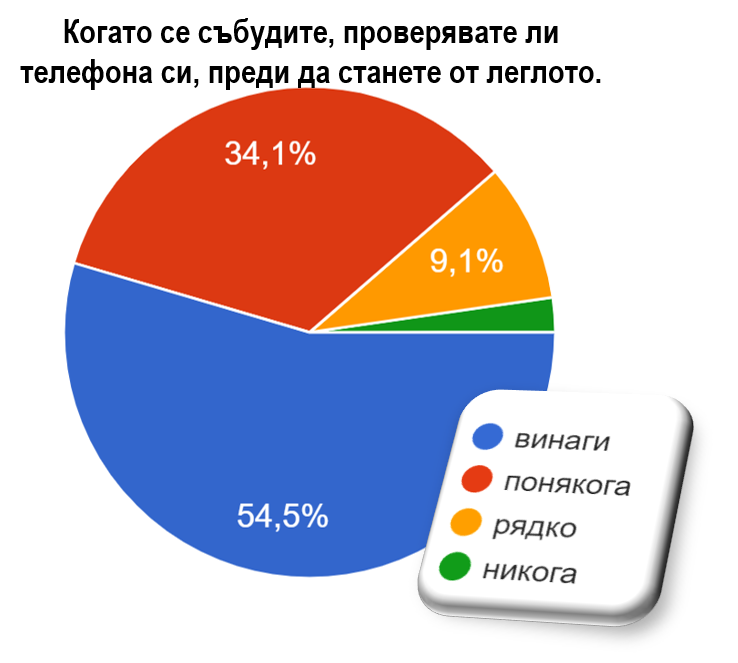 Когато се събудите, проверявате ли
телефона си, преди да станете от леглото.
34,1%
9,1%
54,5%
винаги
понякога
рядко
никога